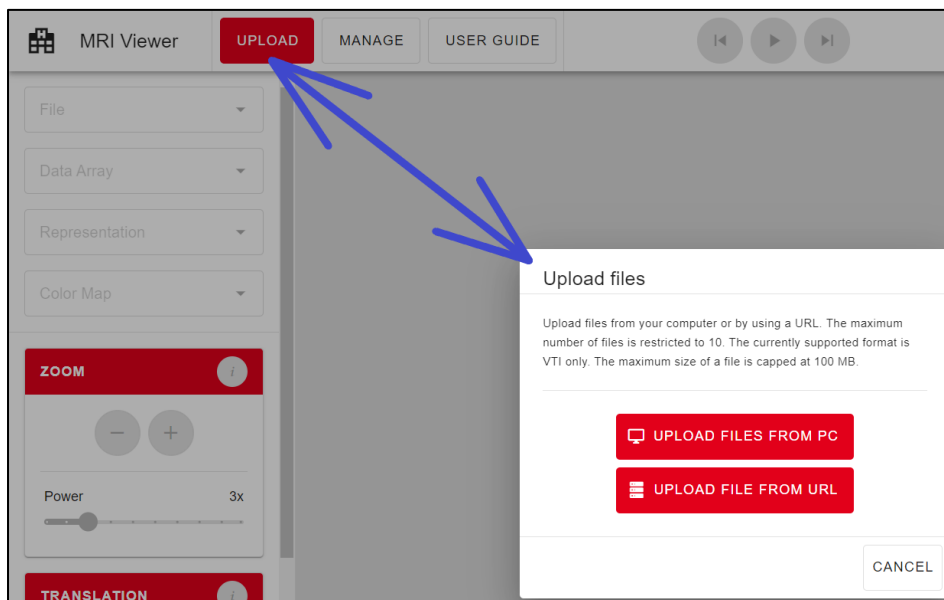 MRI Viewer
UPLOAD
MANAGE
USER GUIDE
File
Data Array
Representation
Color Map
ZOOM
i
Power 3x
TRANSLATION
i
Upload files
Upload files from your computer or by using a URL. The maximum
number of files is restricted to 10. The currently supported format is
VTI only. The maximum size of a file is capped at 100 MB.
UPLOAD FILES FROM PC
UPLOAD FILE FROM URL
CANCEL